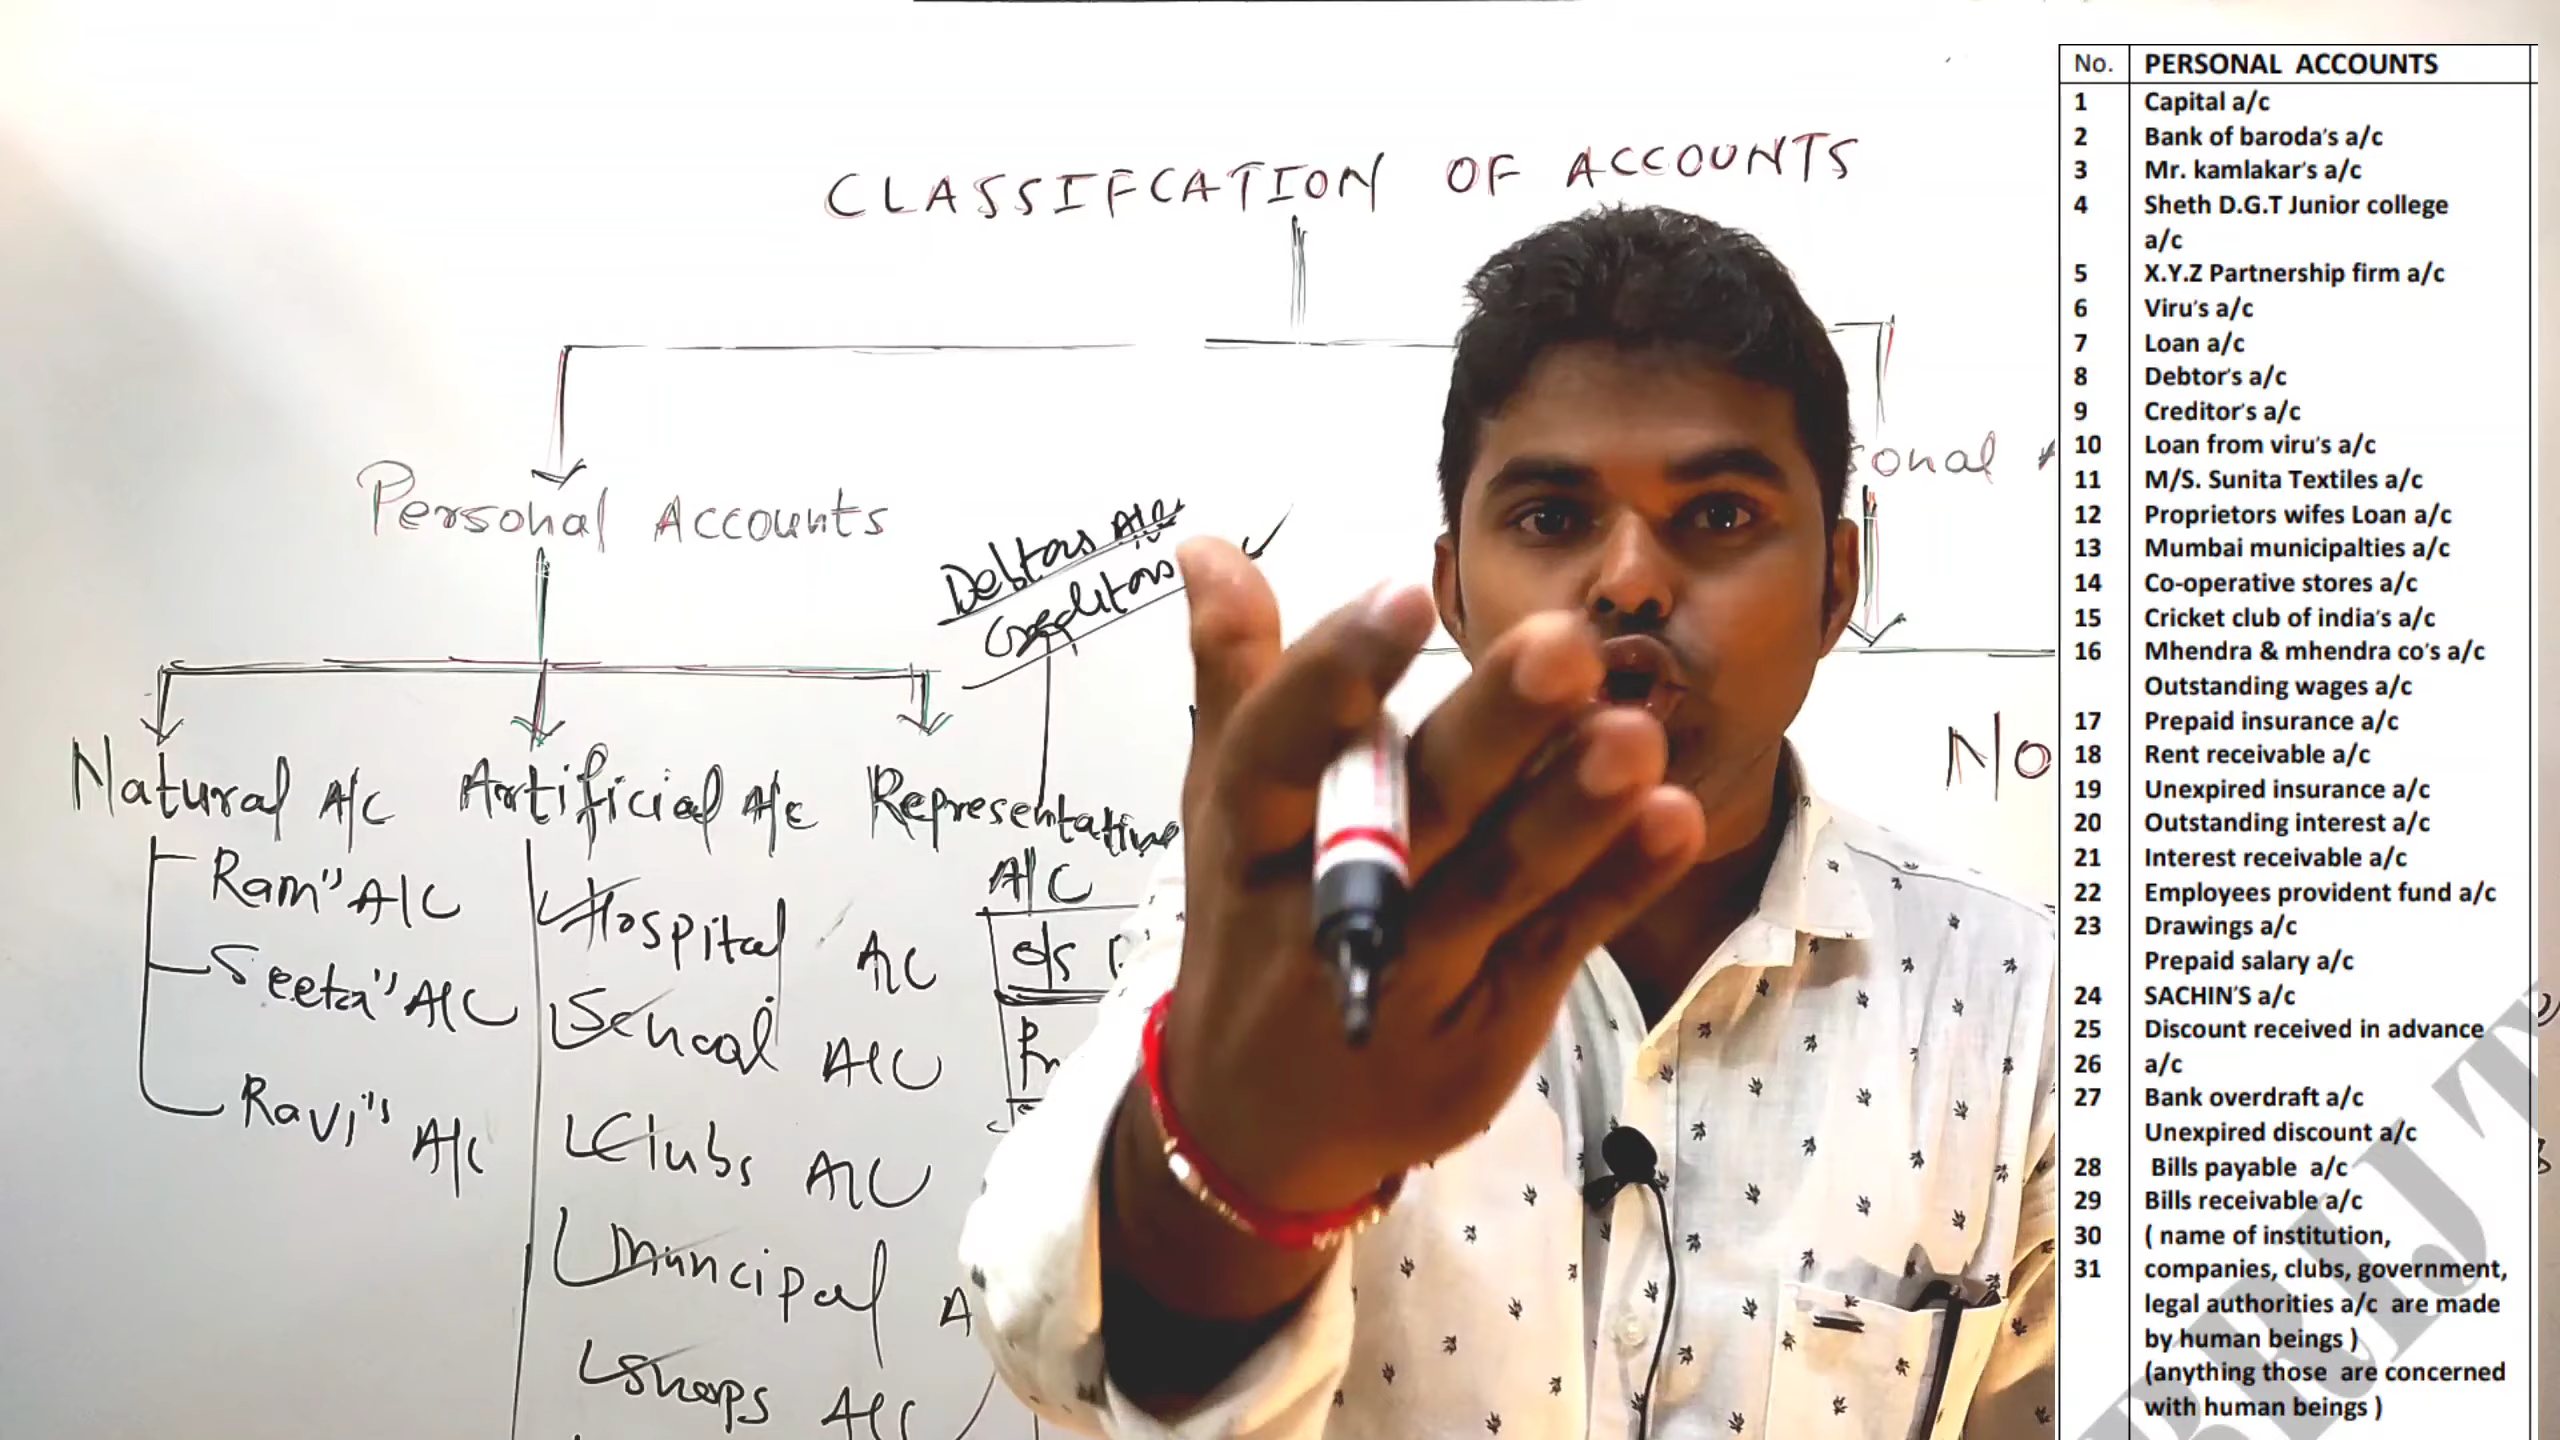 CLASSIFCATION OF ACCOUNTS
Personal Accounts
onal
Debtors A/c
Creditors
Natural A/C Artificial A/c Representative
A/C
Ram's A/C
Seeta's A/C
Ravi's A/C
Hospital A/C
School A/C
Clubs A/C
Muncipal A
Shops A/C
o/s
No
No. PERSONAL ACCOUNTS
1 Capital a/c
2 Bank of baroda's a/c
3 Mr. kamlakar's a/c
4 Sheth D.G.T Junior college
a/c
5 X.Y.Z Partnership firm a/c
6 Viru's a/c
7 Loan a/c
8 Debtor's a/c
9 Creditor's a/c
10 Loan from viru's a/c
11 M/S. Sunita Textiles a/c
12 Proprietors wifes Loan a/c
13 Mumbai municipalties a/c
14 Co-operative stores a/c
15 Cricket club of india's a/c
16 Mhendra & mhendra co's a/c
Outstanding wages a/c
17 Prepaid insurance a/c
18 Rent receivable a/c
19 Unexpired insurance a/c
20 Outstanding interest a/c
21 Interest receivable a/c
22 Employees provident fund a/c
23 Drawings a/c
Prepaid salary a/c
24 SACHIN'S a/c
25 Discount received in advance
26 a/c
27 Bank overdraft a/c
Unexpired discount a/c
28 Bills payable a/c
29 Bills receivable a/c
30 ( name of institution,
31 companies, clubs, government,
legal authorities a/c are made
by human beings )
(anything those are concerned
with human beings )